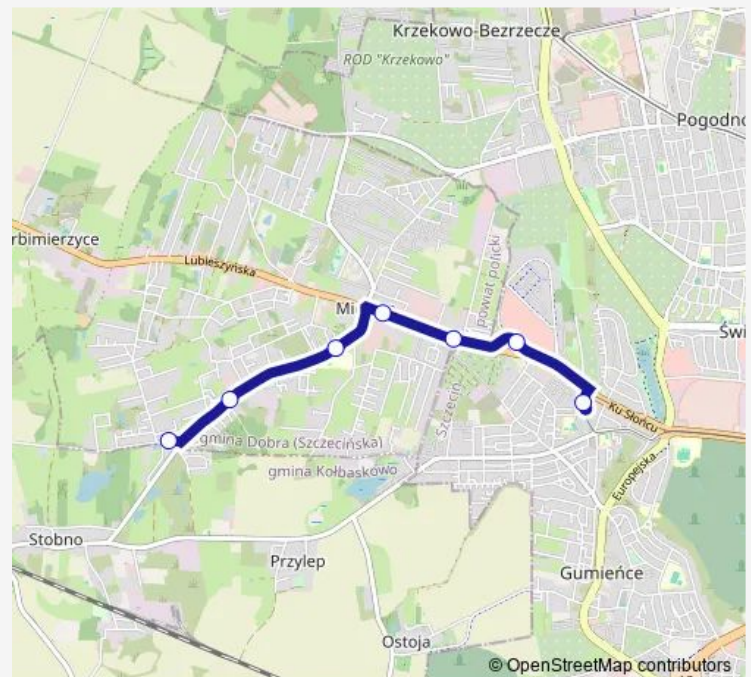 Krzekowo-Bezrzecze
ROD "Krzekowo"
Pogodno
rbimierzyce
Lubieszyńska
powiat policki
Mi
Świ
Szczecin
Ku Słońcu
gmina Dobra (Szczecińska)
gmina Kołbaskowo
Europejska
Stobno
Przylep
Gumieńce
Ostoja
© OpenStreetMap contributors